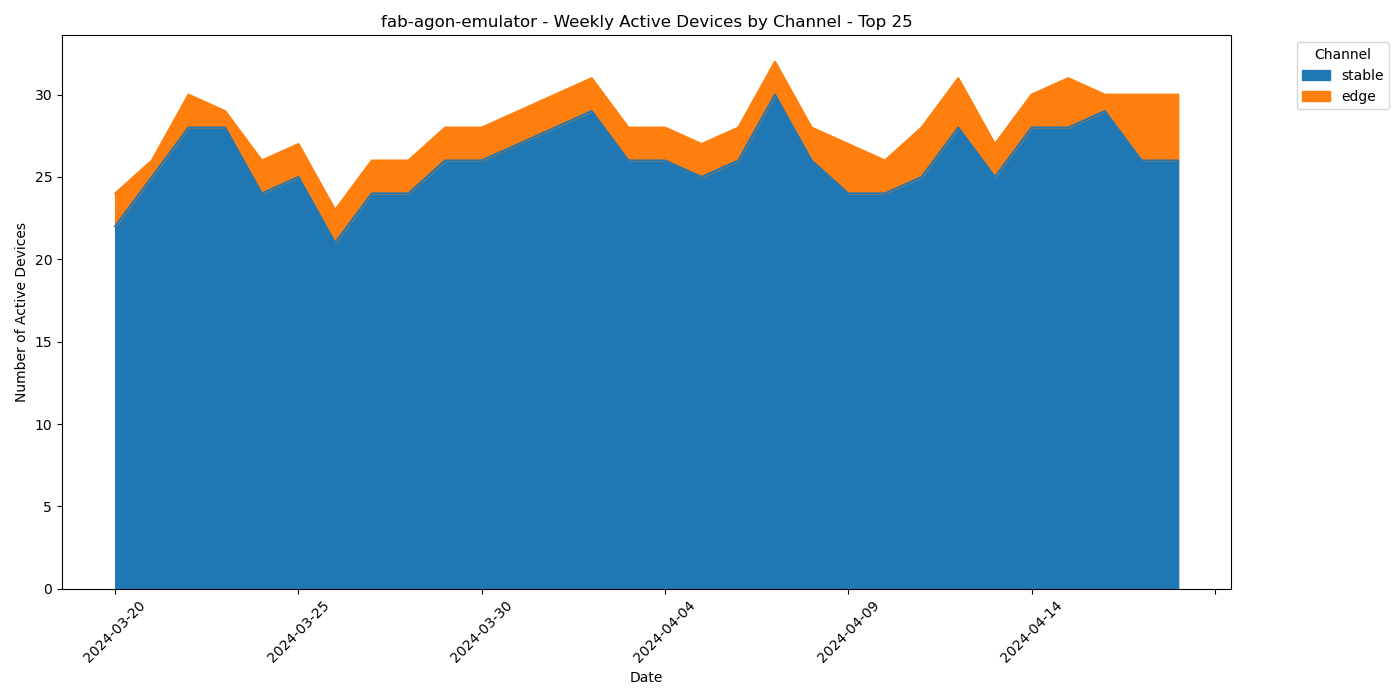 fab-agon-emulator - Weekly Active Devices by Channel - Top 25
Channel
stable
edge
Number of Active Devices
30
25
20
15
10
5
0
2024-03-20
2024-03-25
2024-03-30
2024-04-04
2024-04-09
2024-04-14
Date